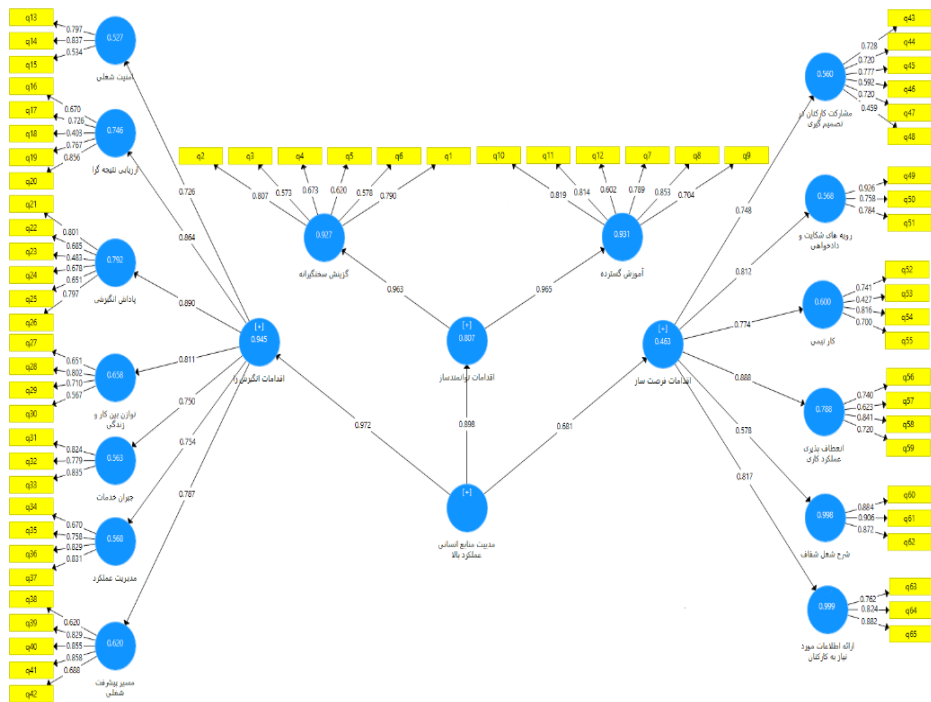 q13
q14
q15
0.797
0.837
0.534
0.527
امنیت شغلی
q16
q17
q18
q19
q20
0.670
0.726
0.403
0.767
0.856
0.746
ارزیابی نتیجه گرا
q21
q22
q23
q24
q25
q26
0.801
0.685
0.483
0.678
0.651
0.797
0.792
پاداش انگیزشی
q27
q28
q29
q30
0.651
0.802
0.710
0.567
0.658
توازن بین کار و
زندگی
q31
q32
q33
0.824
0.779
0.835
0.563
جبران خدمات
q34
q35
q36
q37
0.670
0.758
0.829
0.831
0.568
مدیریت عملکرد
q38
q39
q40
q41
q42
0.620
0.829
0.855
0.858
0.688
0.620
مسیر پیشرفت
شغلی
0.726
0.864
0.890
0.811
0.750
0.754
0.787
[+]
0.945
اقدامات انگیزش زا
q2
q3
q4
q5
q6
q1
0.807
0.573
0.673
0.620
0.578
0.790
0.927
گزینش سختگیرانه
q10
q11
q12
q7
q8
q9
0.819
0.814
0.602
0.789
0.853
0.704
0.931
آموزش گسترده
0.963
0.965
[+]
0.807
اقدامات توانمندساز
0.972
0.898
0.681
[+]
مدیریت منابع انسانی
عملکرد بالا
[+]
0.463
اقدامات فرصت ساز
0.748
0.812
0.774
0.888
0.578
0.817
q43
q44
q45
q46
q47
q48
0.728
0.720
0.777
0.592
0.720
0.459
0.560
مشارکت کارکنان در
تصمیم گیری
q49
q50
q51
0.926
0.758
0.784
0.568
رویه های شکایت و
دادخواهی
q52
q53
q54
q55
0.741
0.427
0.816
0.700
0.600
کار تیمی
q56
q57
q58
q59
0.740
0.623
0.841
0.720
0.788
انعطاف پذیری
عملکرد کاری
q60
q61
q62
0.884
0.906
0.872
0.998
شرح شغل شفاف
q63
q64
q65
0.762
0.824
0.882
0.999
ارائه اطلاعات مورد
نیاز به کارکنان